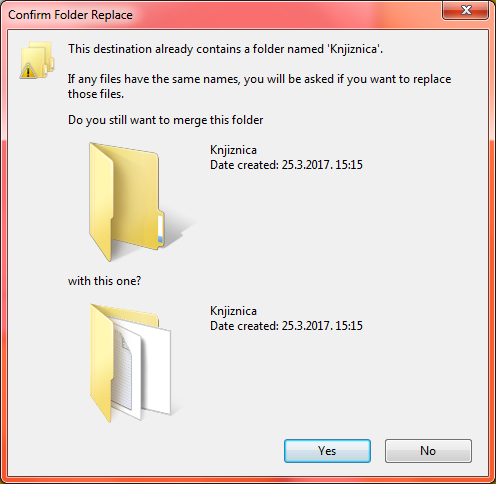 Confirm Folder Replace
This destination already contains a folder named 'Knjiznica'.
If any files have the same names, you will be asked if you want to replace
those files.
Do you still want to merge this folder
Knjiznica
Date created: 25.3.2017. 15:15
with this one?
Knjiznica
Date created: 25.3.2017. 15:15
Yes
No